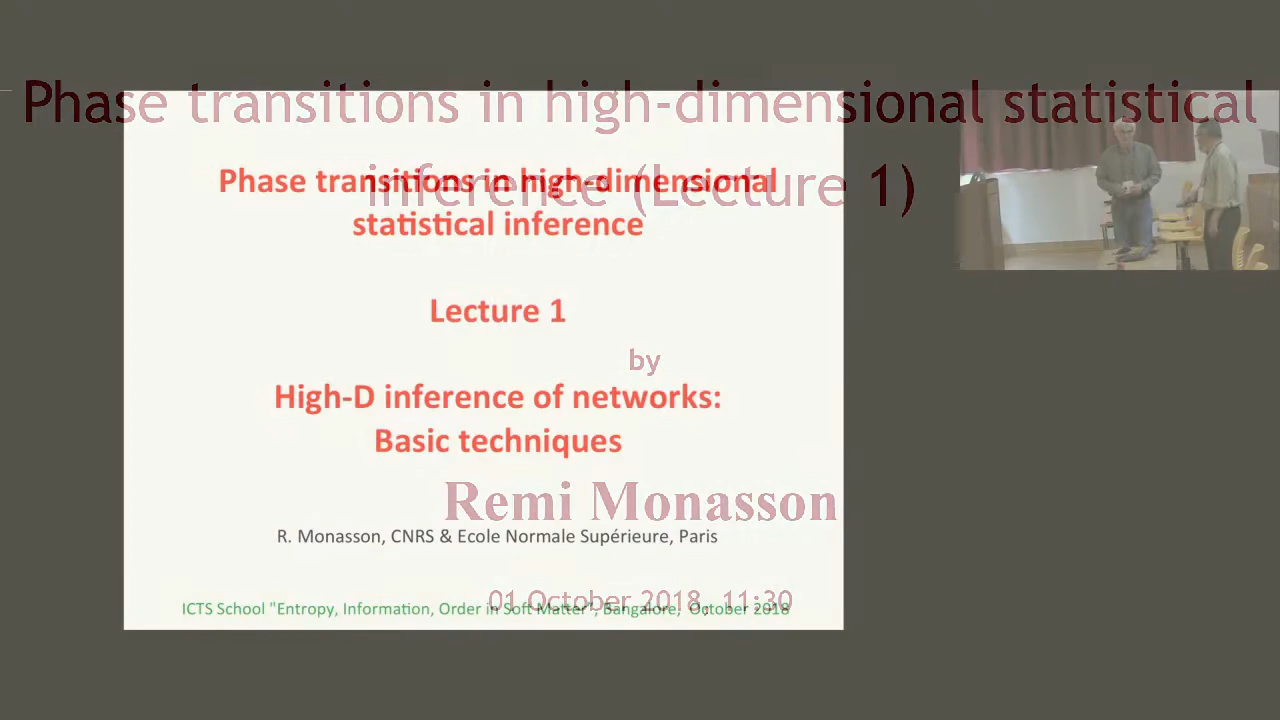 Phase transitions in high-dimensional statistical
inference (Lecture 1)
by
Remi Monasson
01 October 2018, 11:30
Phase transitions in high-dimensional
statistical inference
Lecture 1
High-D inference of networks:
Basic techniques
R. Monasson, CNRS & Ecole Normale Supérieure, Paris
ICTS School "Entropy, Information, Order in Soft Matter", Bangalore, October 2018